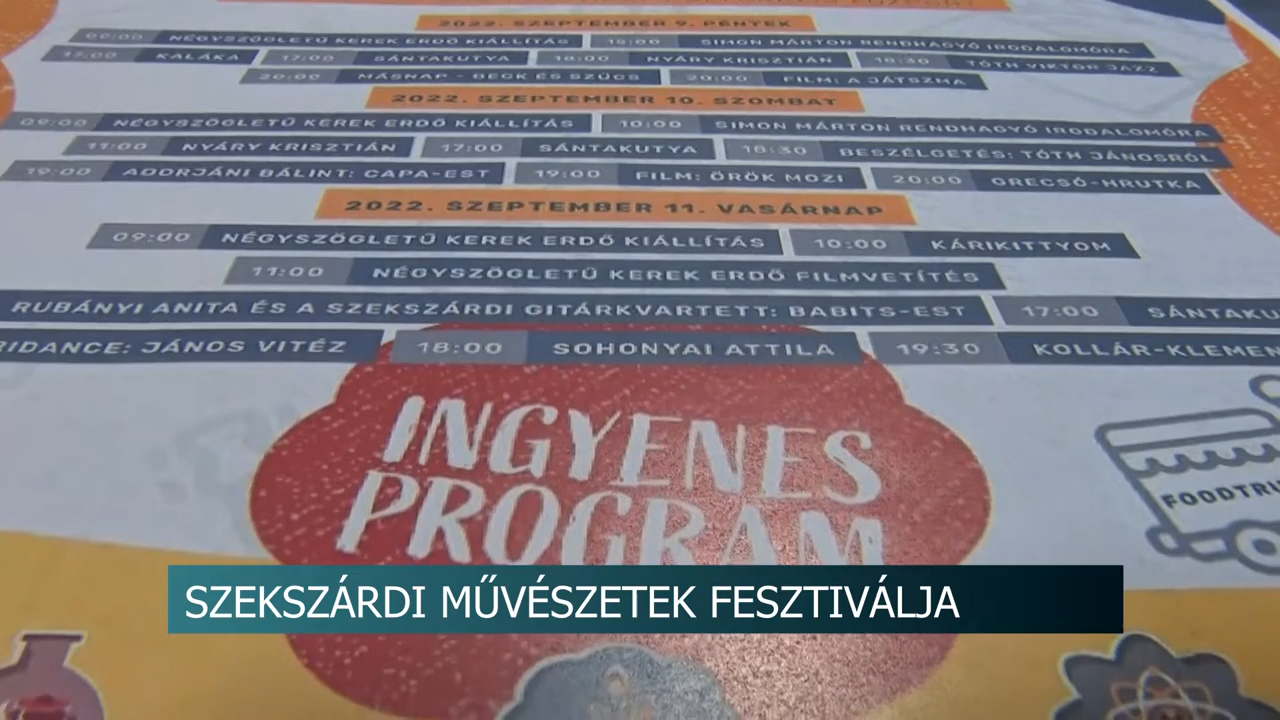 2022. SZEPTEMBER 9. PÉNTEK
09:00 NÉGYSZÖGLETŰ KEREK ERDŐ KIÁLLÍTÁS 15:00 SIMON MÁRTON RENDHAGYÓ IRODALOMÓRA
17:00 KALÁKA 17:00 SÁNTAKUTYA 18:00 NYÁRY KRISZTIÁN 18:30 TÓTH VIKTOR JAZZ
20:00 MÁSNAP - BECK ÉS SZŰCS 20:00 FILM: A JÁTSZMA
2022. SZEPTEMBER 10. SZOMBAT
09:00 NÉGYSZÖGLETŰ KEREK ERDŐ KIÁLLÍTÁS 10:00 SIMON MÁRTON RENDHAGYÓ IRODALOMÓRA
11:00 NYÁRY KRISZTIÁN 17:00 SÁNTAKUTYA 18:30 BESZÉLGETÉS: TÓTH JÁNOSRÓL
19:00 ADORJÁNI BÁLINT: CAPA-EST 19:00 FILM: ÖRÖK MOZI 20:00 GRECSÓ-HRUTKA
2022. SZEPTEMBER 11. VASÁRNAP
09:00 NÉGYSZÖGLETŰ KEREK ERDŐ KIÁLLÍTÁS 10:00 KÁRIKITTYOM
11:00 NÉGYSZÖGLETŰ KEREK ERDŐ FILMVETÍTÉS
RUBÁNYI ANITA ÉS A SZEKSZÁRDI GITÁRKVARTETT: BABITS-EST 17:00 SÁNTAKU
RIDANCE: JÁNOS VITÉZ 18:00 SOHONYAI ATTILA 19:30 KOLLÁR-KLEMEN
INGYENES
PROGRAM
FOODTRU
SZEKSZÁRDI MŰVÉSZETEK FESZTIVÁLJA